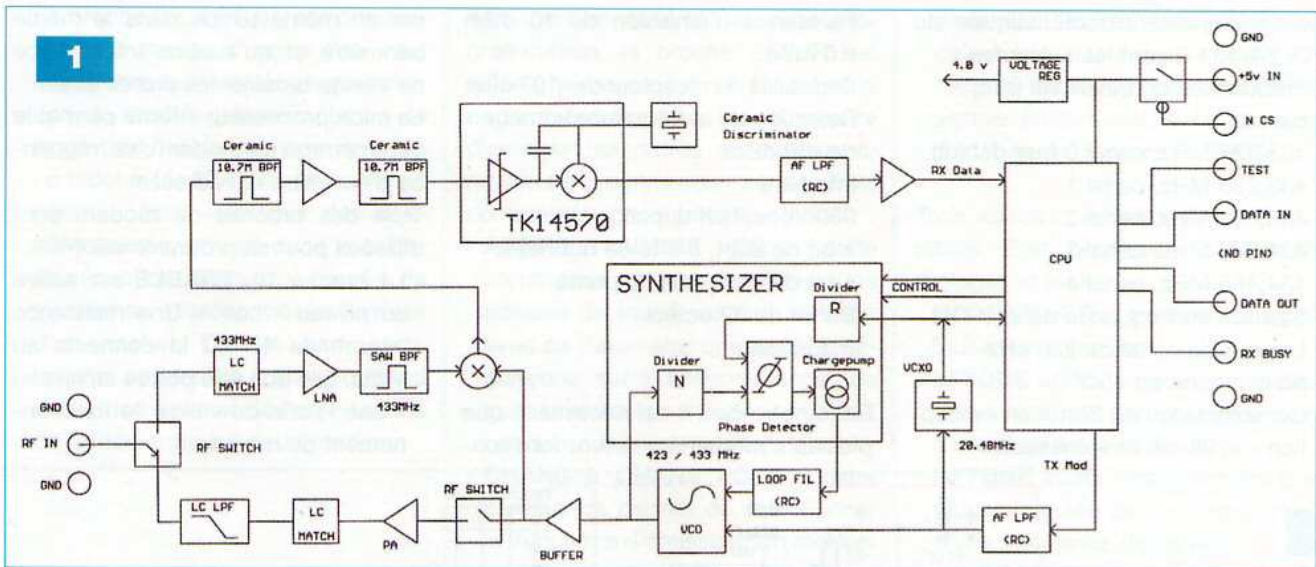 1
GND
4.0 v
VOLTAGE
REG
+5v IN
N CS
Ceramic
10.7M BPF
Ceramic
10.7M BPF
Ceramic
Discriminator
TK14570
AF LPF
(RC)
RX Data
TEST
DATA IN
(NO PIN)
CPU
DATA OUT
RX BUSY
GND
SYNTHESIZER
Divider
R
CONTROL
Divider
N
Charge pump
Phase Detector
VCXO
20.48MHz
TX Mod
433MHz
LC
MATCH
LNA
SAW BPF
433MHz
GND
RF IN
GND
RF SWITCH
423 / 433 MHz
LOOP FIL
(RC)
VCO
RF SWITCH
BUFFER
PA
LC
MATCH
LC LPF
AF LPF
(RC)